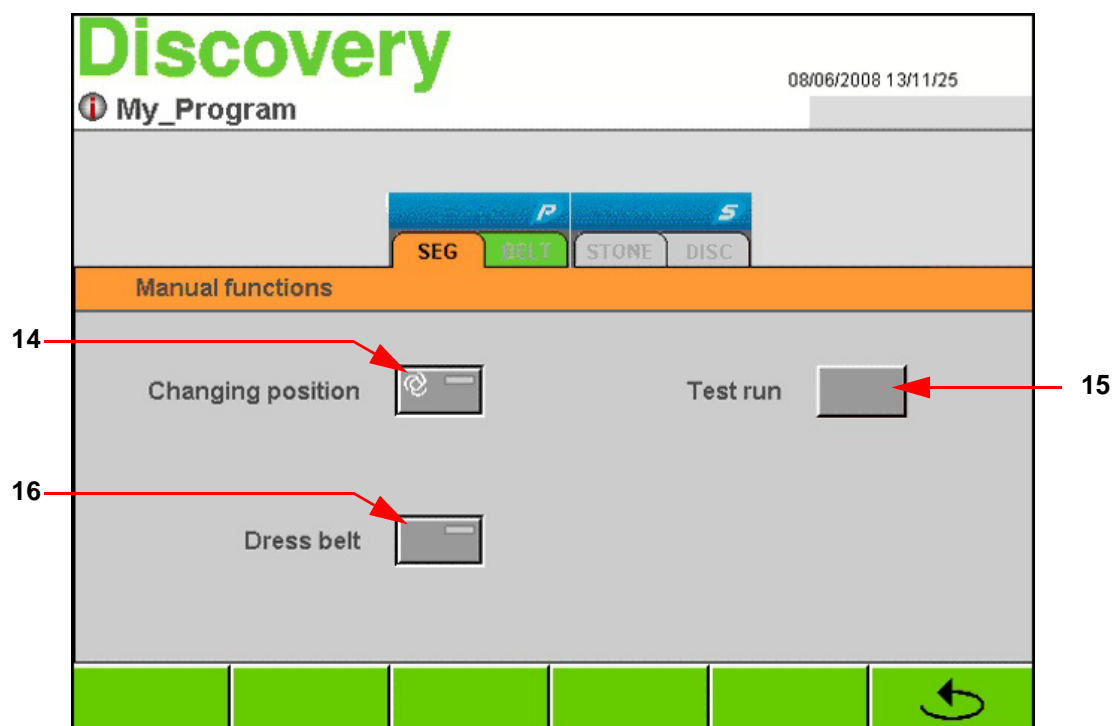 Discovery
08/06/2008 13/11/25
i My_Program
P S
SEG BELT STONE DISC
Manual functions
14
Changing position
Test run
15
16
Dress belt